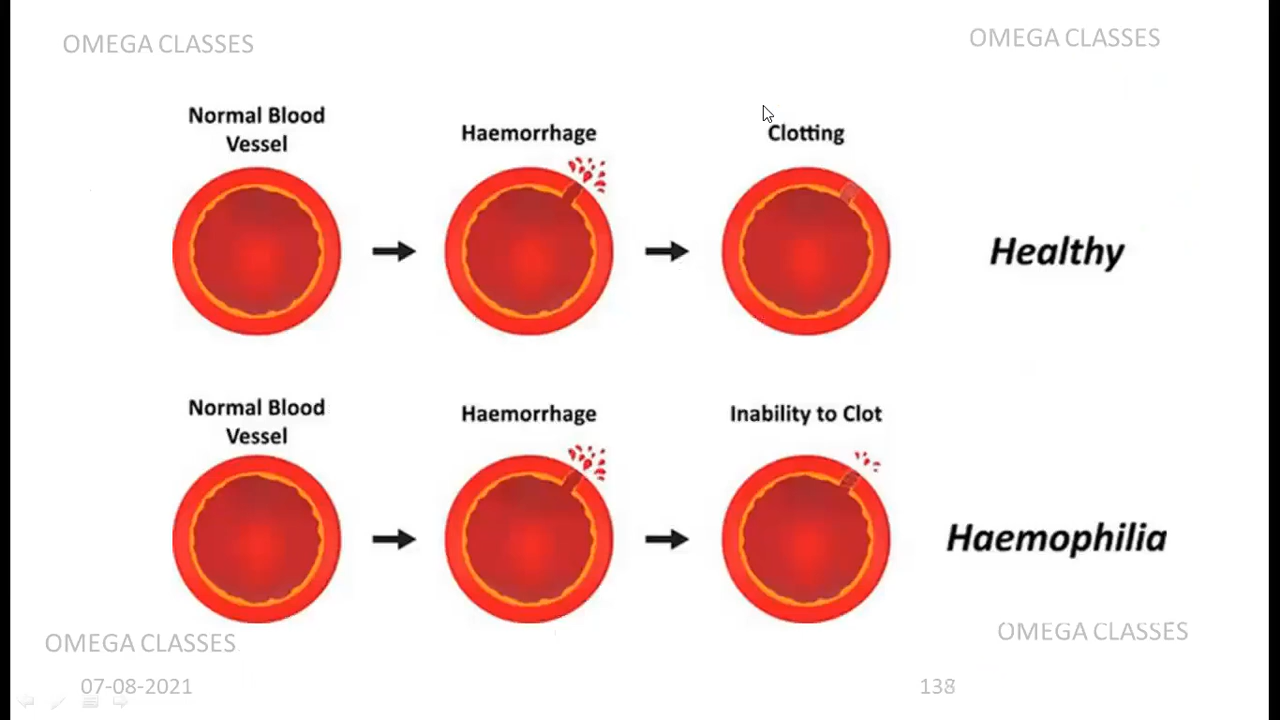 OMEGA CLASSES
OMEGA CLASSES
Normal Blood
Vessel
Haemorrhage
Clotting
Healthy
Normal Blood
Vessel
Haemorrhage
Inability to Clot
Haemophilia
OMEGA CLASSES
OMEGA CLASSES
07-08-2021
138